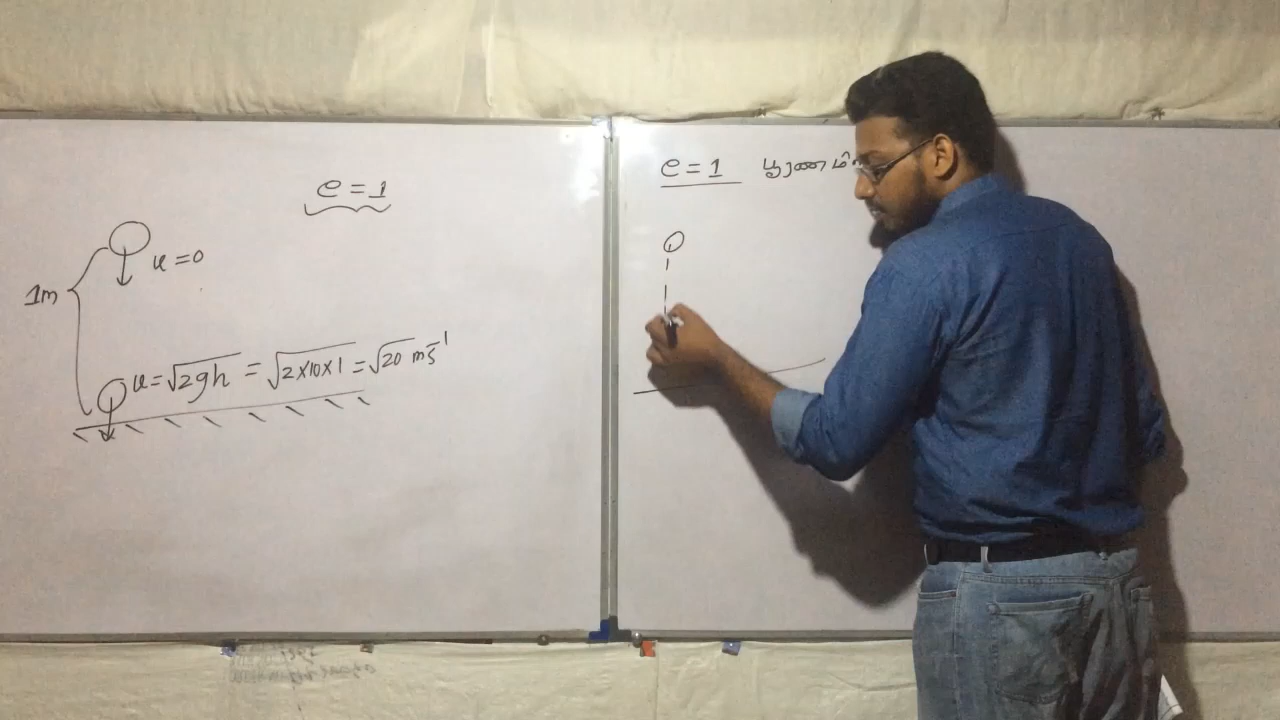 e = 1
u = 0
1m
u = √2gh = √2×10×1 = √20 ms⁻¹
e = 1